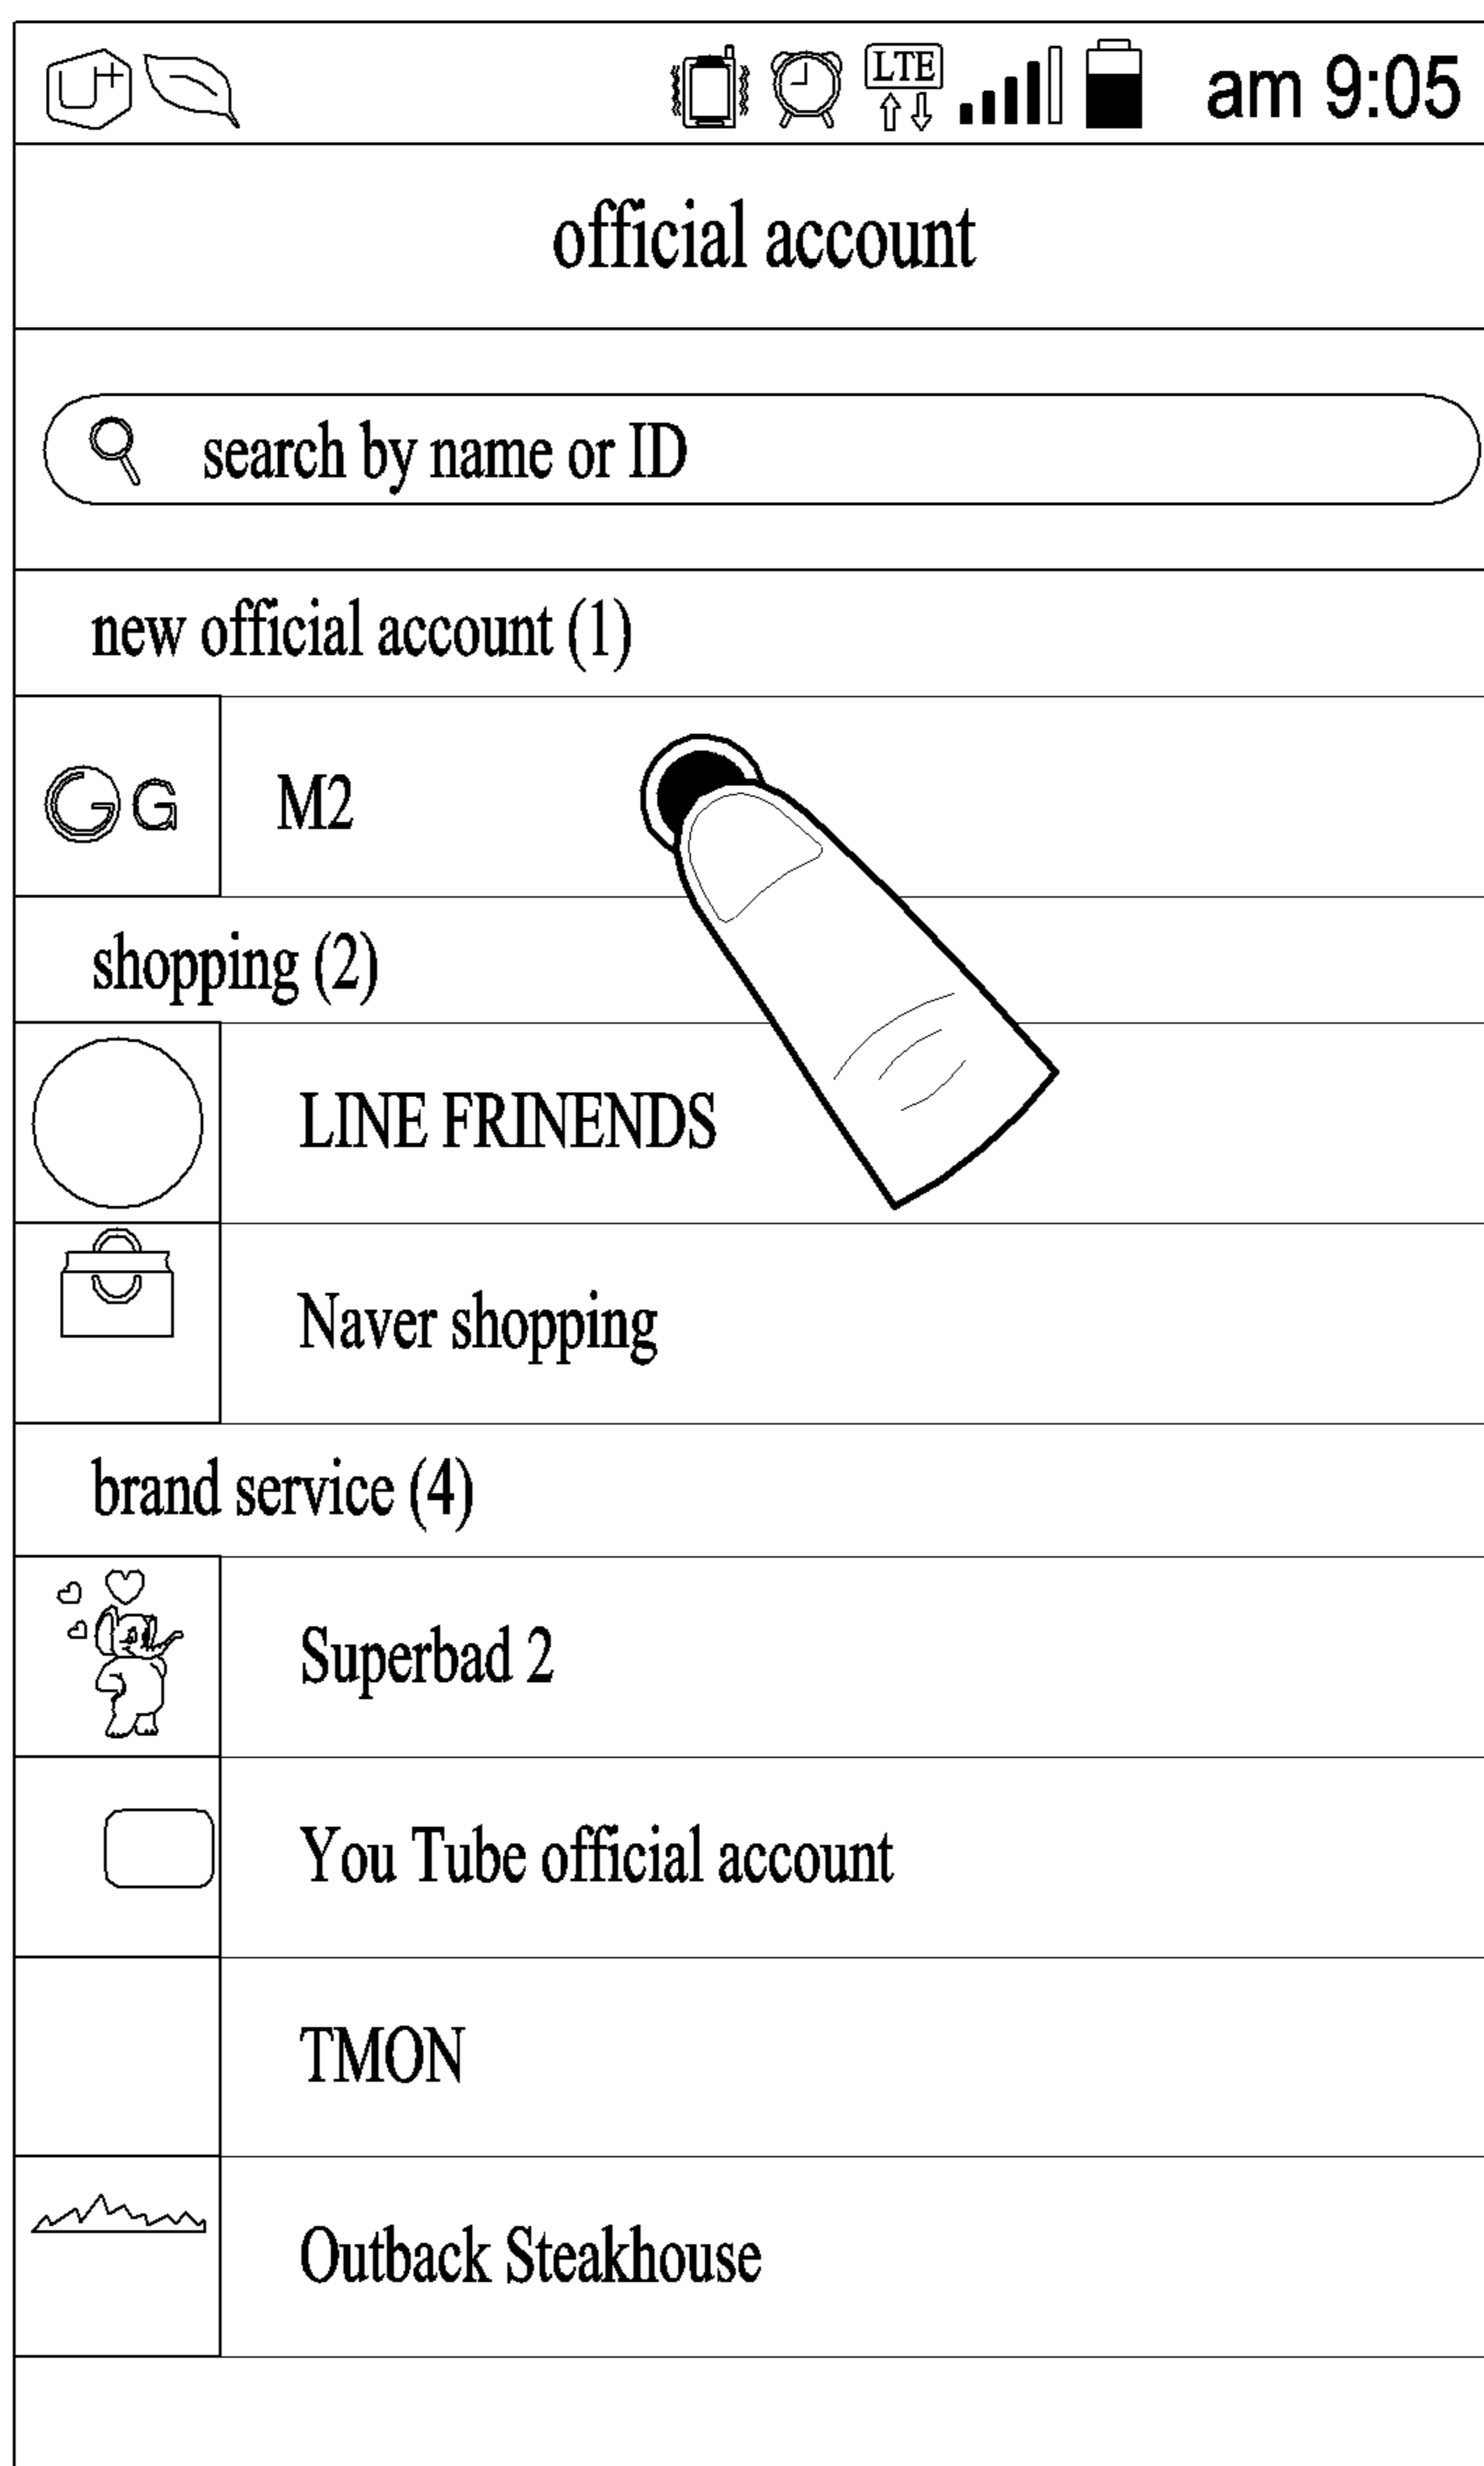 U+
LTE
am 9:05
official account
search by name or ID
new official account (1)
G G
M2
shopping (2)
LINE FRINENDS
Naver shopping
brand service (4)
Superbad 2
You Tube official account
TMON
Outback Steakhouse